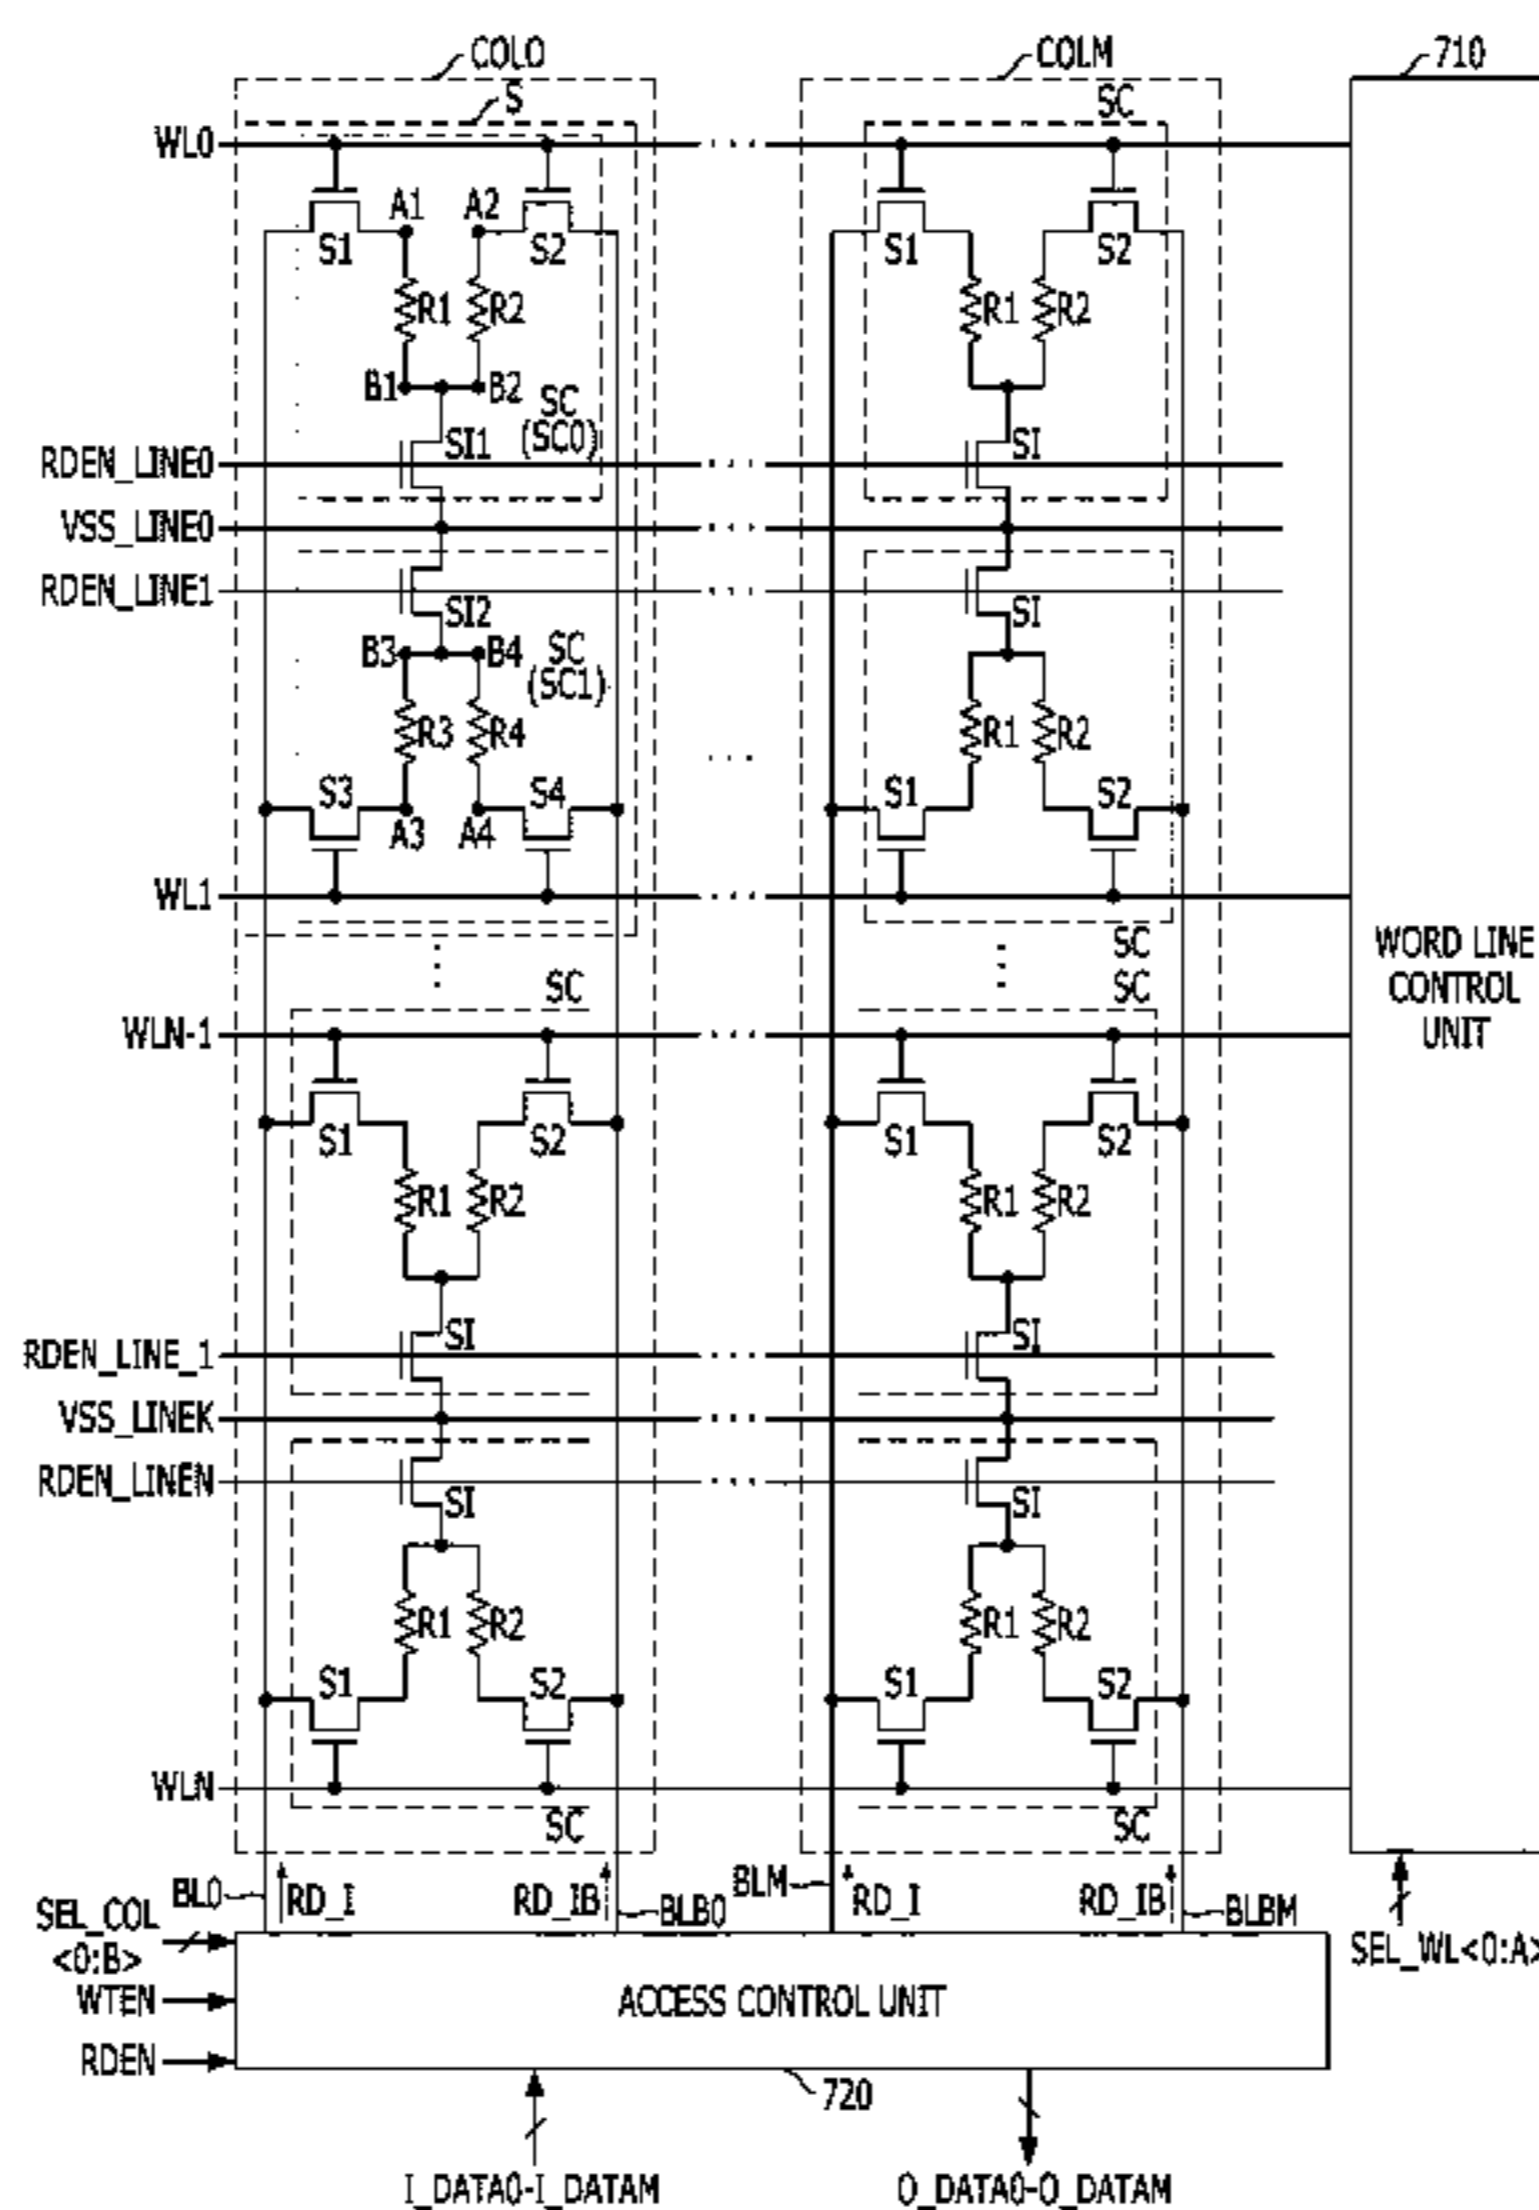 COL0 COLM 710
S SC
WL0
A1 A2
S1 S2 S1 S2
R1 R2 R1 R2
B1 B2 SC
(SC0)
SI1 SI
RDEN_LINE0
VSS_LINE0
RDEN_LINE1
SI2 SI
B3 B4 SC
(SC1)
R3 R4 R1 R2
S3 S4 S1 S2
A3 A4
WL1
SC
WORD LINE
CONTROL
UNIT
SC SC
WLN-1
S1 S2 S1 S2
R1 R2 R1 R2
SI SI
RDEN_LINE_1
VSS_LINEK
RDEN_LINEN
SI SI
R1 R2 R1 R2
S1 S2 S1 S2
WLN
SC SC
BL0 RD_I RD_IB BLB0 BLM RD_I RD_IB BLBM
SEL_COL
<0:B>
SEL_WL<0:A>
WTEN
ACCESS CONTROL UNIT
RDEN
720
I_DATA0-I_DATAM O_DATA0-O_DATAM